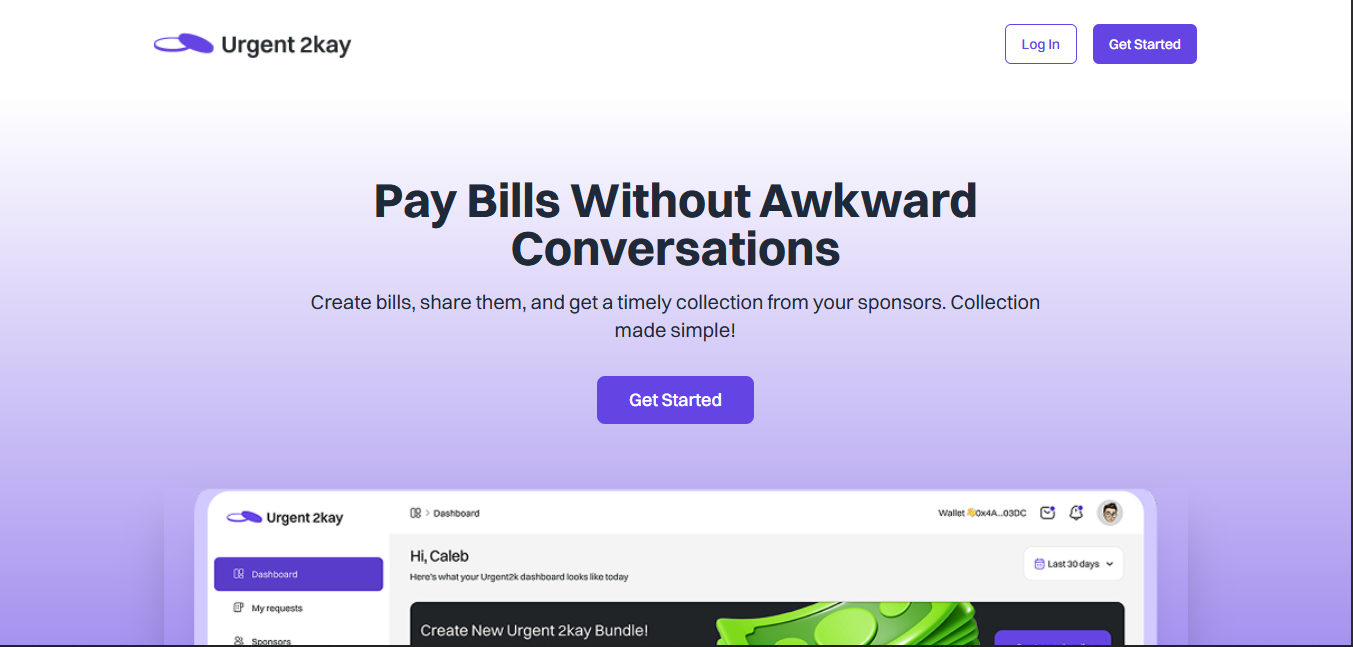 Urgent 2kay
Log In
Get Started
Pay Bills Without Awkward
Conversations
Create bills, share them, and get a timely collection from your sponsors. Collection
made simple!
Get Started
Urgent 2kay
Dashboard
Wallet 👋0x4A...03DC
Hi, Caleb
Here's what your Urgent2k dashboard looks like today
Last 30 days
Dashboard
My requests
Sponsors
Create New Urgent 2kay Bundle!